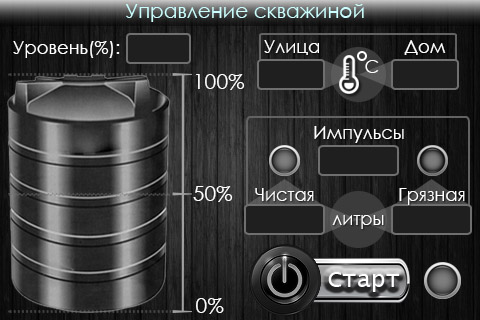 Управление скважиной
Уровень(%):
Улица
Дом
°C
100%
Импульсы
50%
Чистая
Грязная
литры
Старт
0%